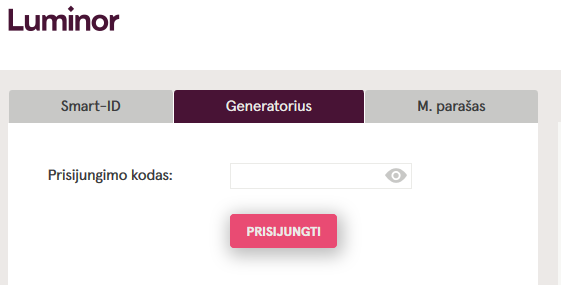 Luminor
Smart-ID Generatorius M. parašas
Prisijungimo kodas:
PRISIJUNGTI